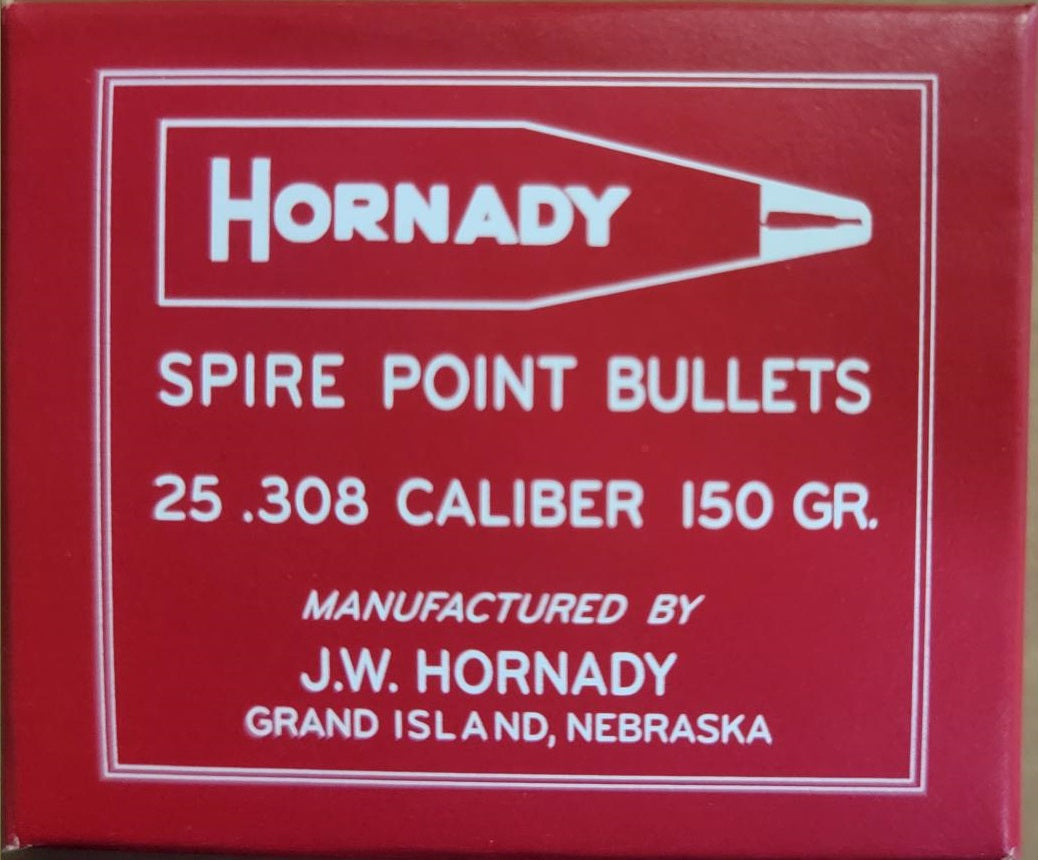 HORNADY
SPIRE POINT BULLETS
25 .308 CALIBER 150 GR.
MANUFACTURED BY
J.W. HORNADY
GRAND ISLAND, NEBRASKA